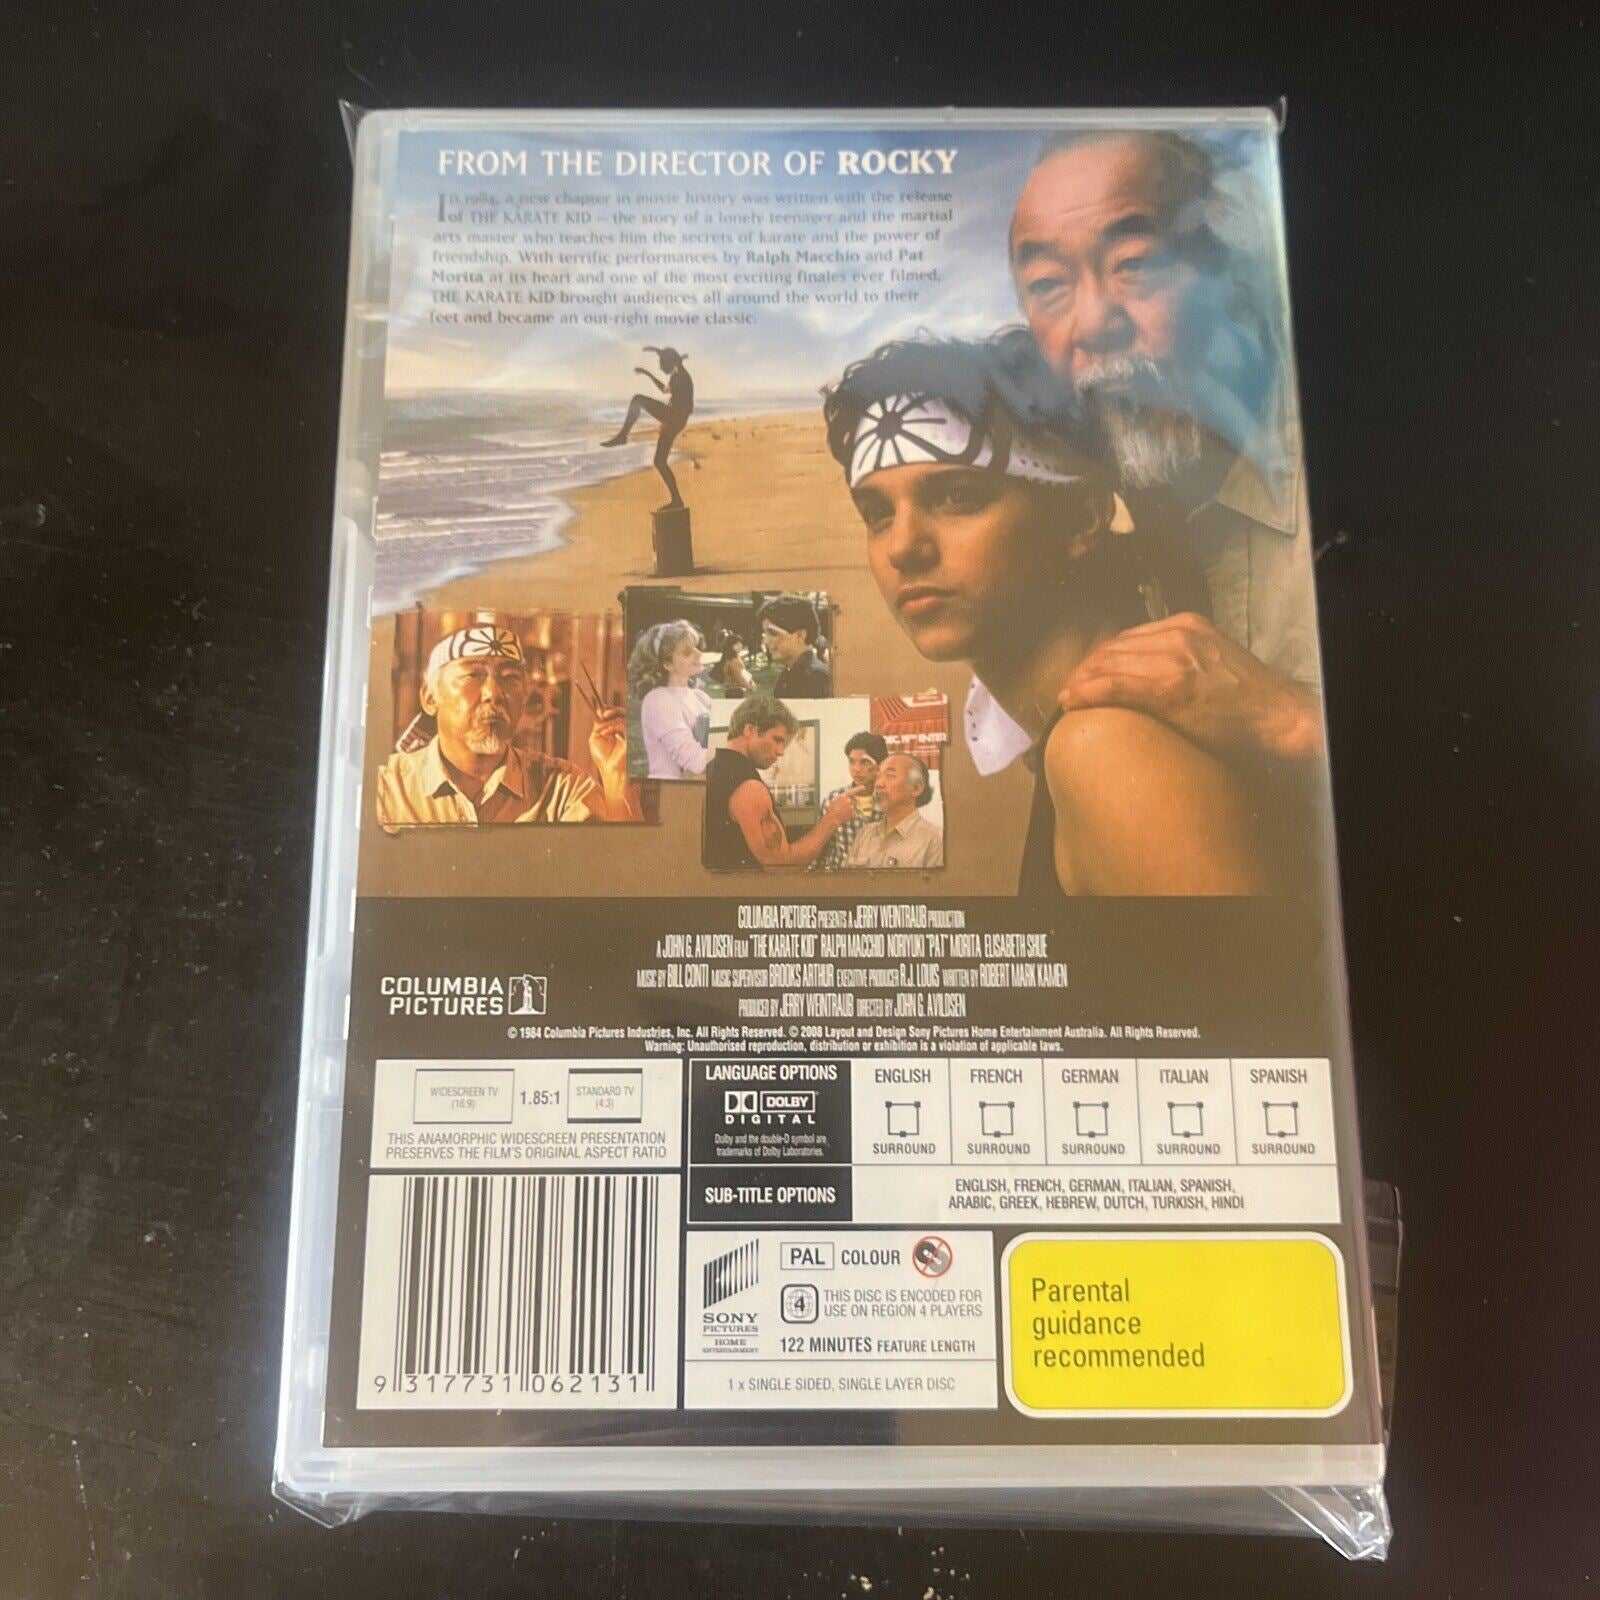 FROM THE DIRECTOR OF ROCKY
In 1984, a new chapter in movie history was written with the release
of THE KARATE KID – the story of a lonely teenager and the martial
arts master who teaches him the secrets of karate and the power of
friendship. With terrific performances by Ralph Macchio and Pat
Morita at its heart and one of the most exciting finales ever filmed,
THE KARATE KID brought audiences all around the world to their
feet and became an out-right movie classic.
COLUMBIA PICTURES PRESENTS A JERRY WEINTRAUB PRODUCTION
A JOHN G. AVILDSEN FILM "THE KARATE KID" RALPH MACCHIO NORIYUKI "PAT" MORITA ELISABETH SHUE
MUSIC BY BILL CONTI MUSIC SUPERVISOR BROOKS ARTHUR EXECUTIVE PRODUCER R.J. LOUIS WRITTEN BY ROBERT MARK KAMEN
PRODUCED BY JERRY WEINTRAUB DIRECTED BY JOHN G. AVILDSEN
COLUMBIA
PICTURES
© 1984 Columbia Pictures Industries, Inc. All Rights Reserved. © 2008 Layout and Design Sony Pictures Home Entertainment Australia. All Rights Reserved.
Warning: Unauthorised reproduction, distribution or exhibition is a violation of applicable laws.
WIDESCREEN TV
(16:9)
1.85:1
STANDARD TV
(4:3)
THIS ANAMORPHIC WIDESCREEN PRESENTATION
PRESERVES THE FILM'S ORIGINAL ASPECT RATIO
LANGUAGE OPTIONS
DOLBY
DIGITAL
Dolby and the double-D symbol are
trademarks of Dolby Laboratories.
ENGLISH
SURROUND
FRENCH
SURROUND
GERMAN
SURROUND
ITALIAN
SURROUND
SPANISH
SURROUND
SUB-TITLE OPTIONS
ENGLISH, FRENCH, GERMAN, ITALIAN, SPANISH,
ARABIC, GREEK, HEBREW, DUTCH, TURKISH, HINDI
9 317731 062131
SONY
PICTURES
HOME
ENTERTAINMENT
PAL COLOUR
4 THIS DISC IS ENCODED FOR
USE ON REGION 4 PLAYERS
122 MINUTES FEATURE LENGTH
1 x SINGLE SIDED, SINGLE LAYER DISC
Parental
guidance
recommended